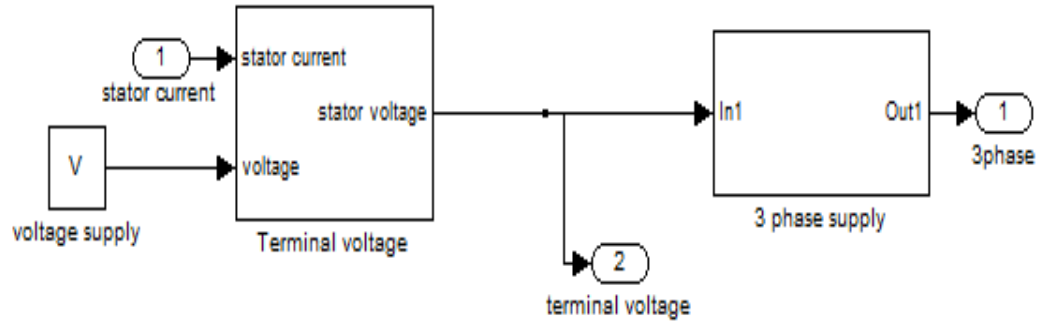 1
stator current
V
voltage supply
stator current
voltage
stator voltage
Terminal voltage
2
terminal voltage
In1
Out1
3 phase supply
1
3phase